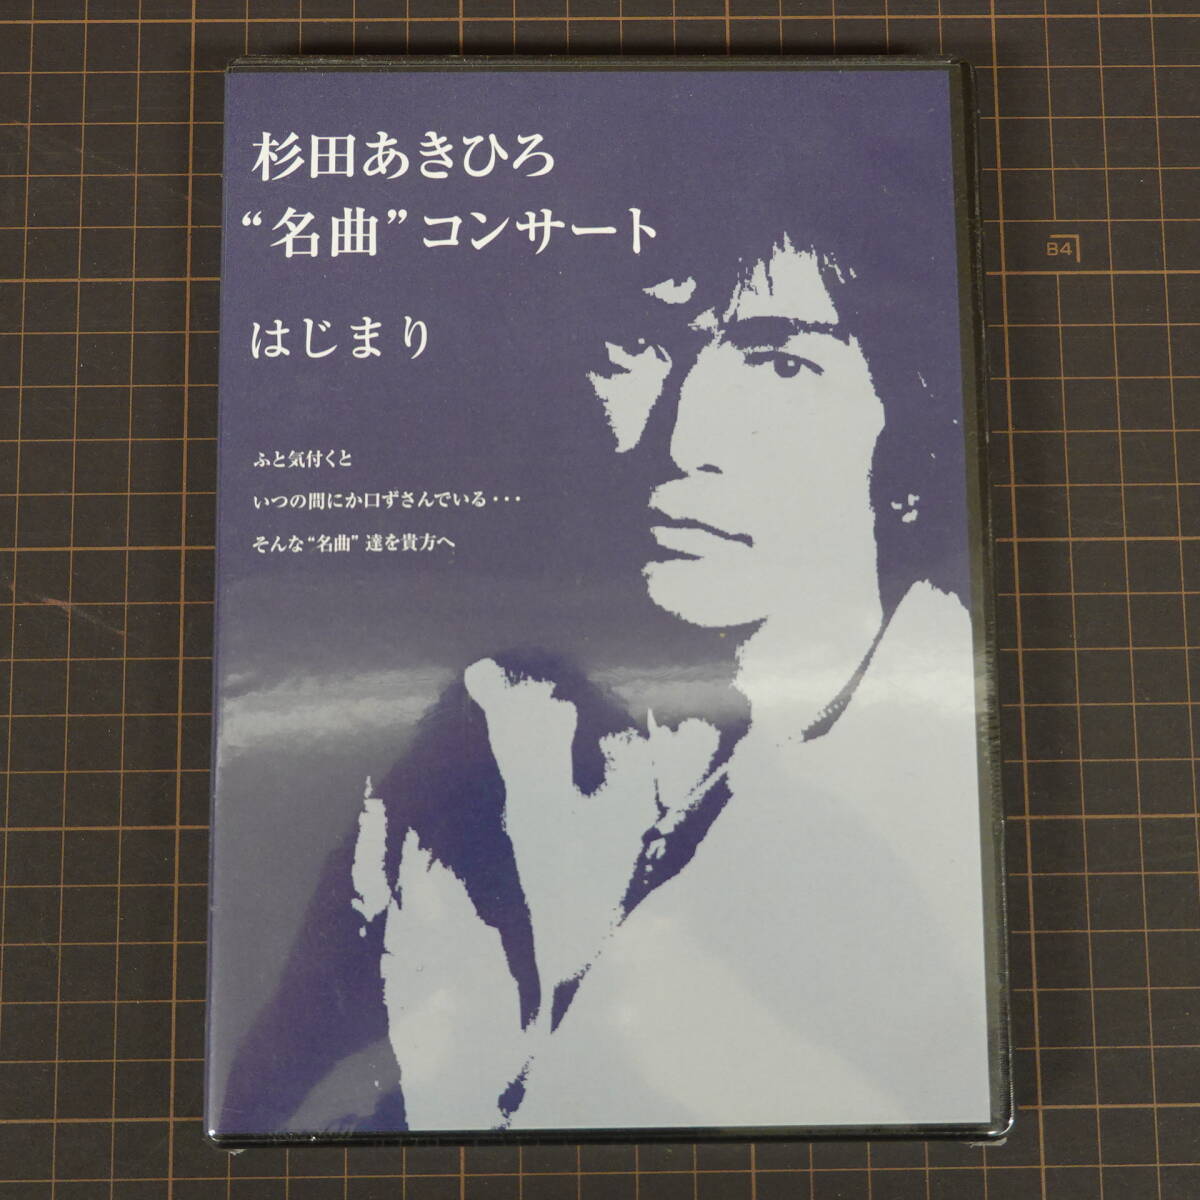 杉田あきひろ
“名曲”コンサート
はじまり
ふと気付くと
いつの間にか口ずさんでいる・・・
そんな“名曲”達を貴方へ
B4